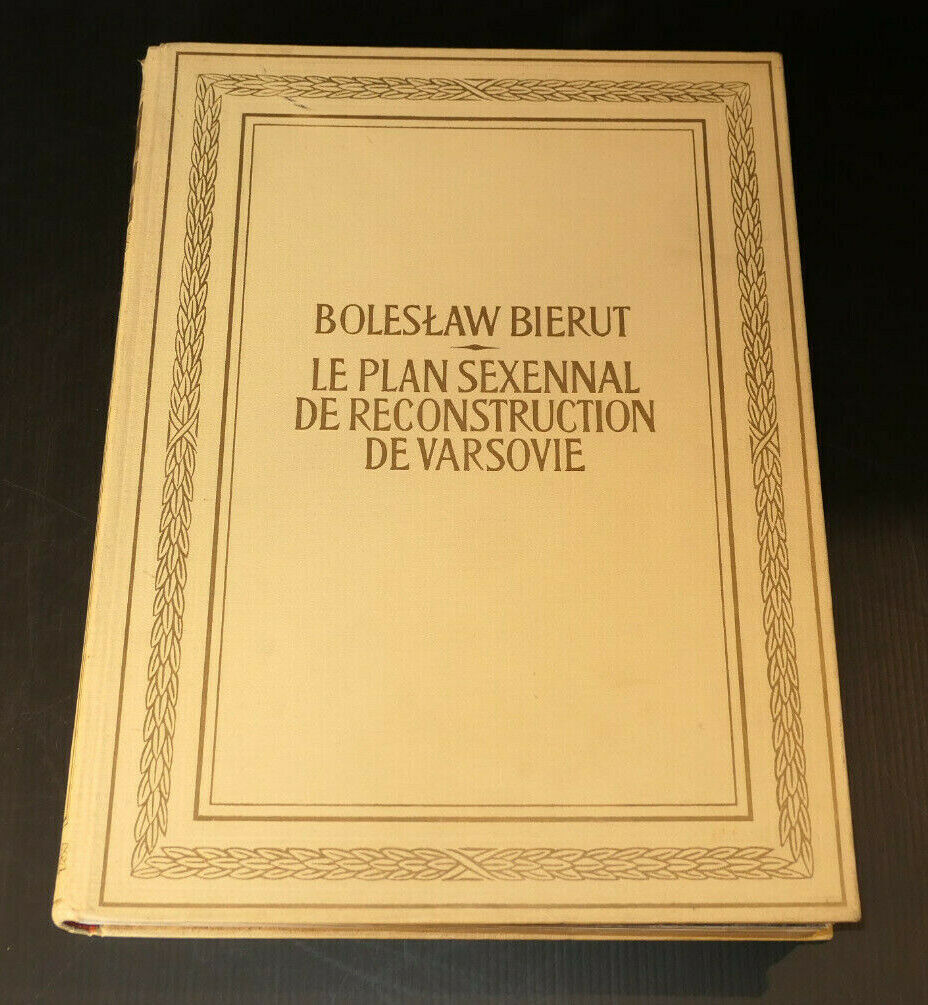 BOLESŁAW BIERUT
LE PLAN SEXENNAL
DE RECONSTRUCTION
DE VARSOVIE